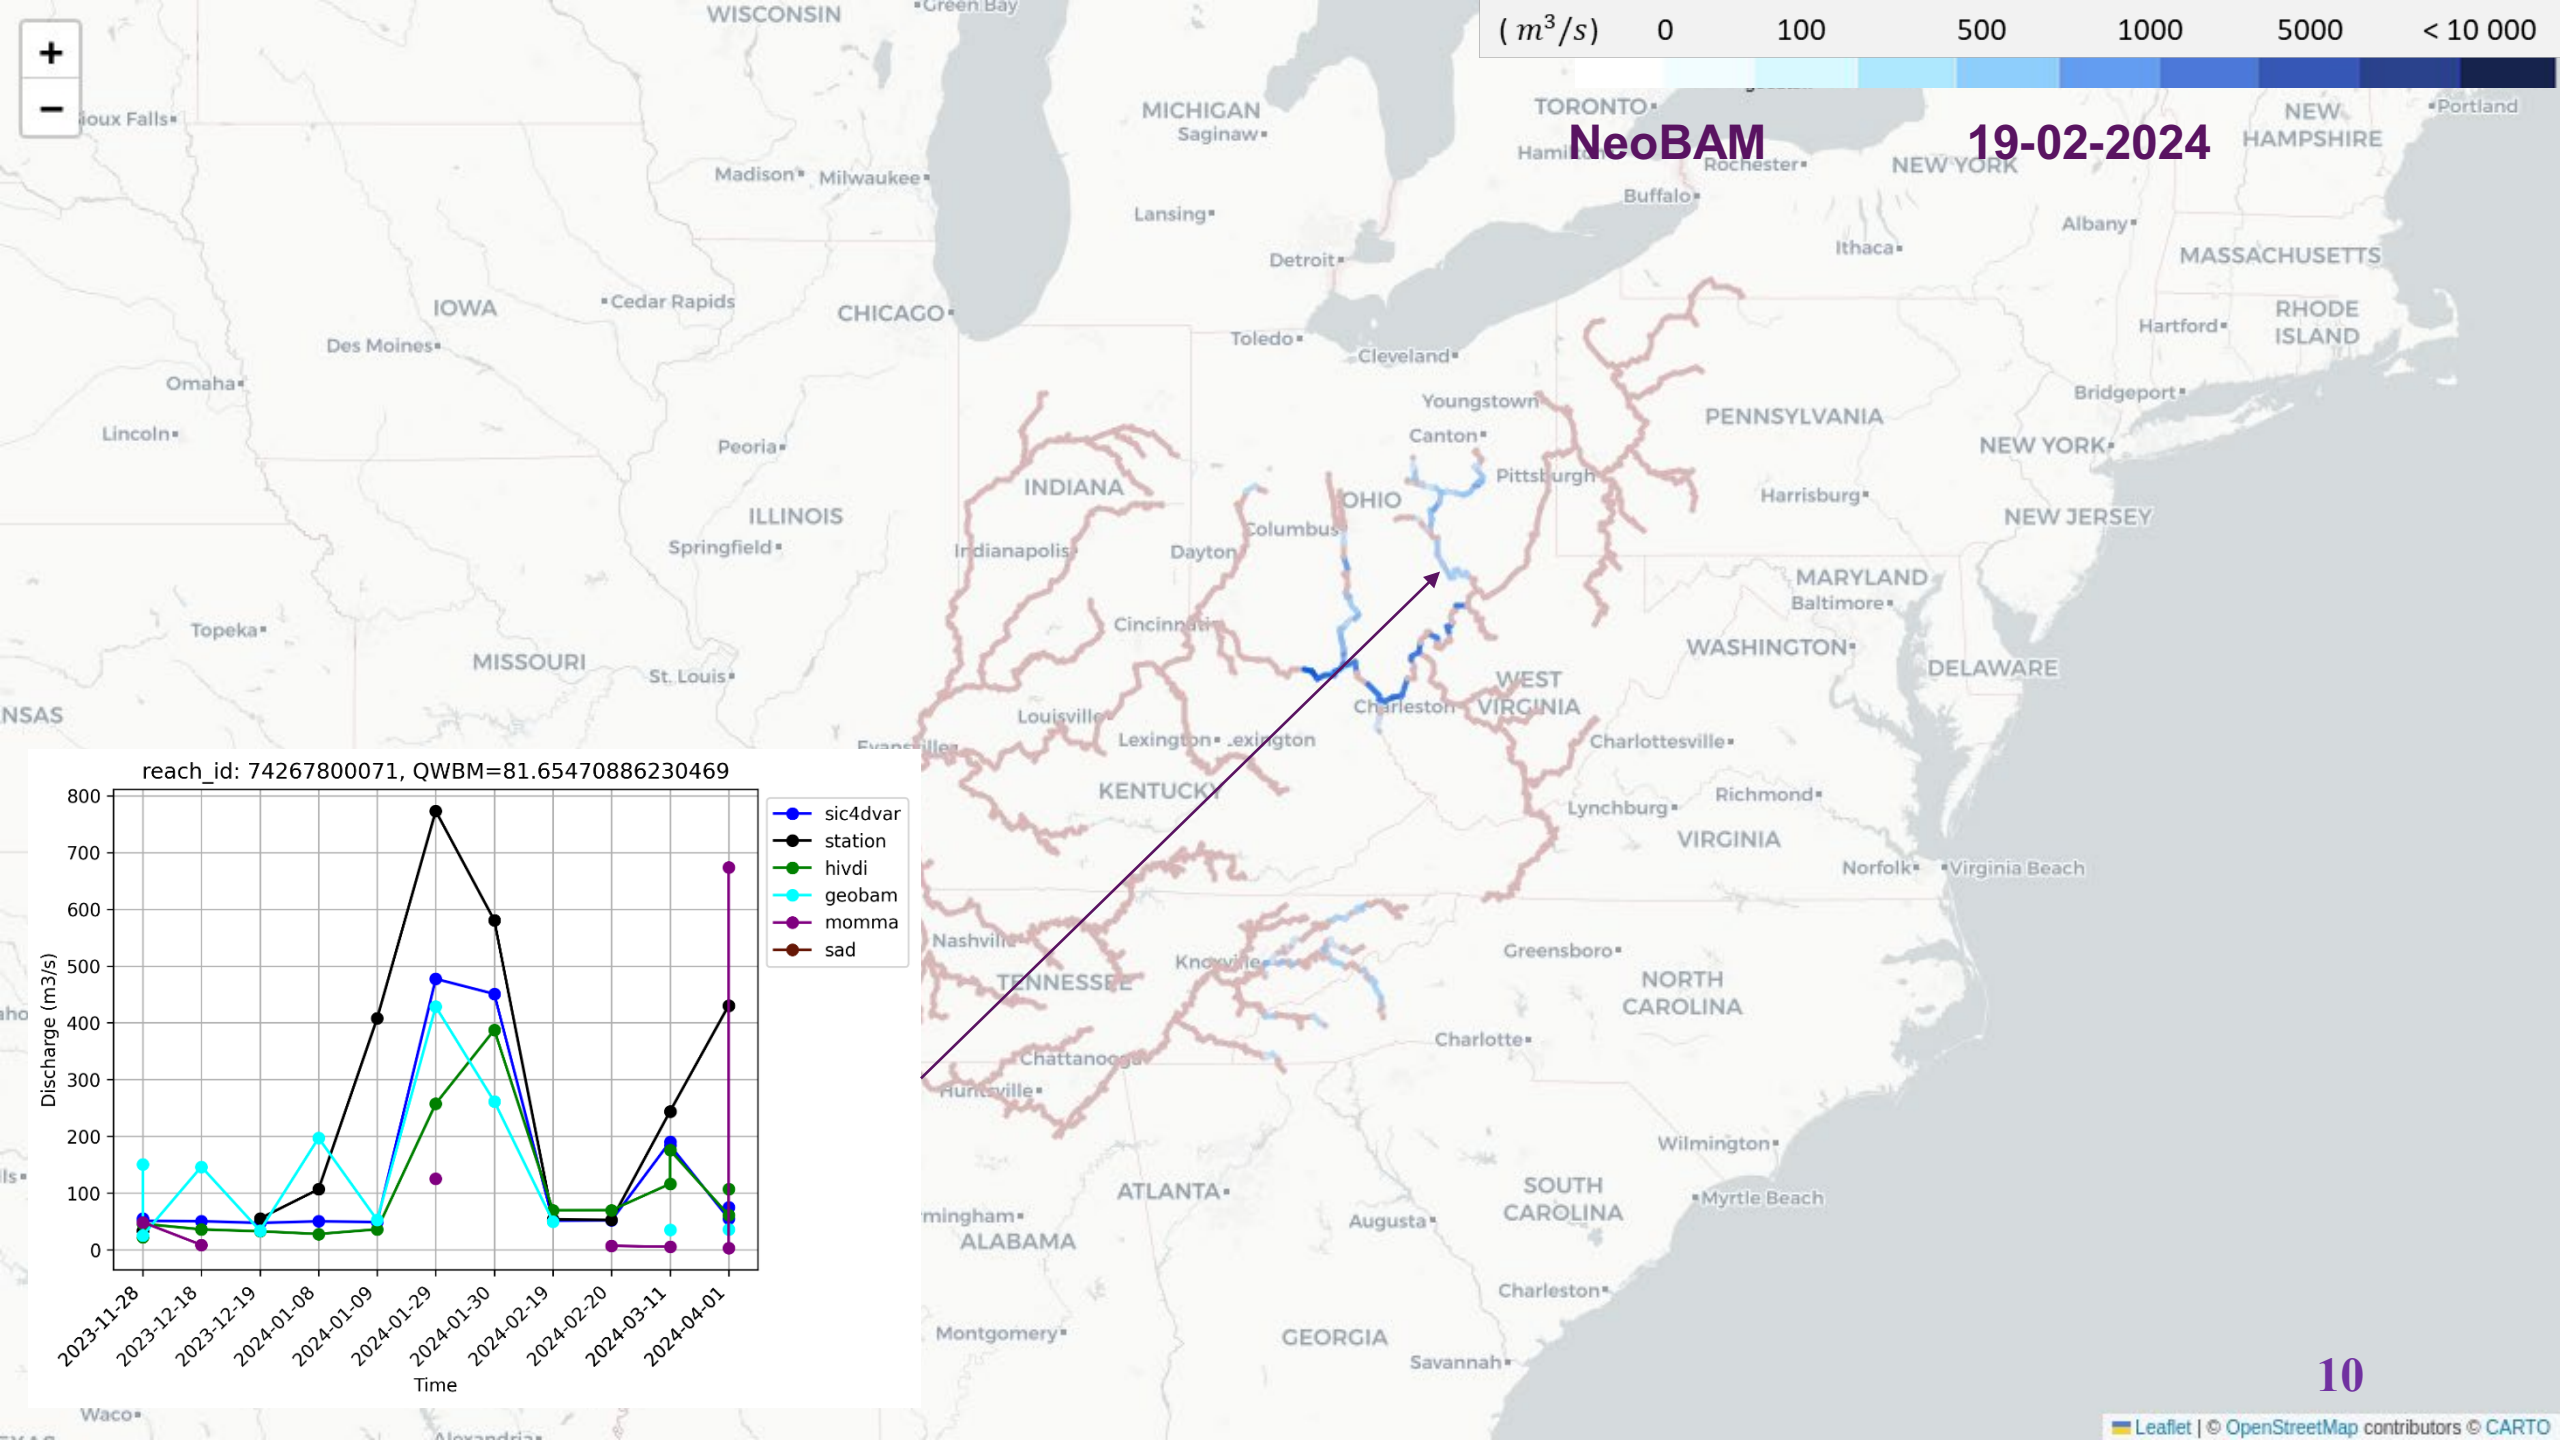 WISCONSIN
Green Bay
( m³/s) 0 100 500 1000 5000 < 10 000
+
−
ioux Falls
MICHIGAN
Saginaw
TORONTO
NEW HAMPSHIRE
Portland
NeoBAM
19-02-2024
Madison
Milwaukee
Rochester
NEW YORK
Buffalo
Lansing
Albany
Ithaca
Detroit
MASSACHUSETTS
IOWA
Cedar Rapids
CHICAGO
RHODE
ISLAND
Hartford
Des Moines
Toledo
Cleveland
Omaha
Bridgeport
Youngstown
PENNSYLVANIA
Lincoln
Canton
Peoria
NEW YORK
Pittsburgh
INDIANA
OHIO
Harrisburg
ILLINOIS
NEW JERSEY
Columbus
Springfield
Indianapolis
Dayton
MARYLAND
Baltimore
Topeka
Cincinnati
WASHINGTON
MISSOURI
St. Louis
DELAWARE
WEST
VIRGINIA
NSAS
Charleston
Louisville
Lexington
exington
Charlottesville
Evansville
KENTUCKY
Richmond
Lynchburg
VIRGINIA
Norfolk
Virginia Beach
Nashville
Knoxville
Greensboro
TENNESSEE
NORTH
CAROLINA
Charlotte
Chattanooga
Huntsville
Wilmington
ATLANTA
SOUTH
CAROLINA
Myrtle Beach
mingham
Augusta
ALABAMA
Charleston
Montgomery
GEORGIA
Savannah
aho
lls
Waco
Alexandria
reach_id: 74267800071, QWBM=81.65470886230469
800
700
600
500
400
300
200
100
0
Discharge (m3/s)
sic4dvar
station
hivdi
geobam
momma
sad
2023-11-28
2023-12-18
2023-12-19
2024-01-08
2024-01-09
2024-01-29
2024-01-30
2024-02-19
2024-02-20
2024-03-11
2024-04-01
Time
10
Leaflet | © OpenStreetMap contributors © CARTO